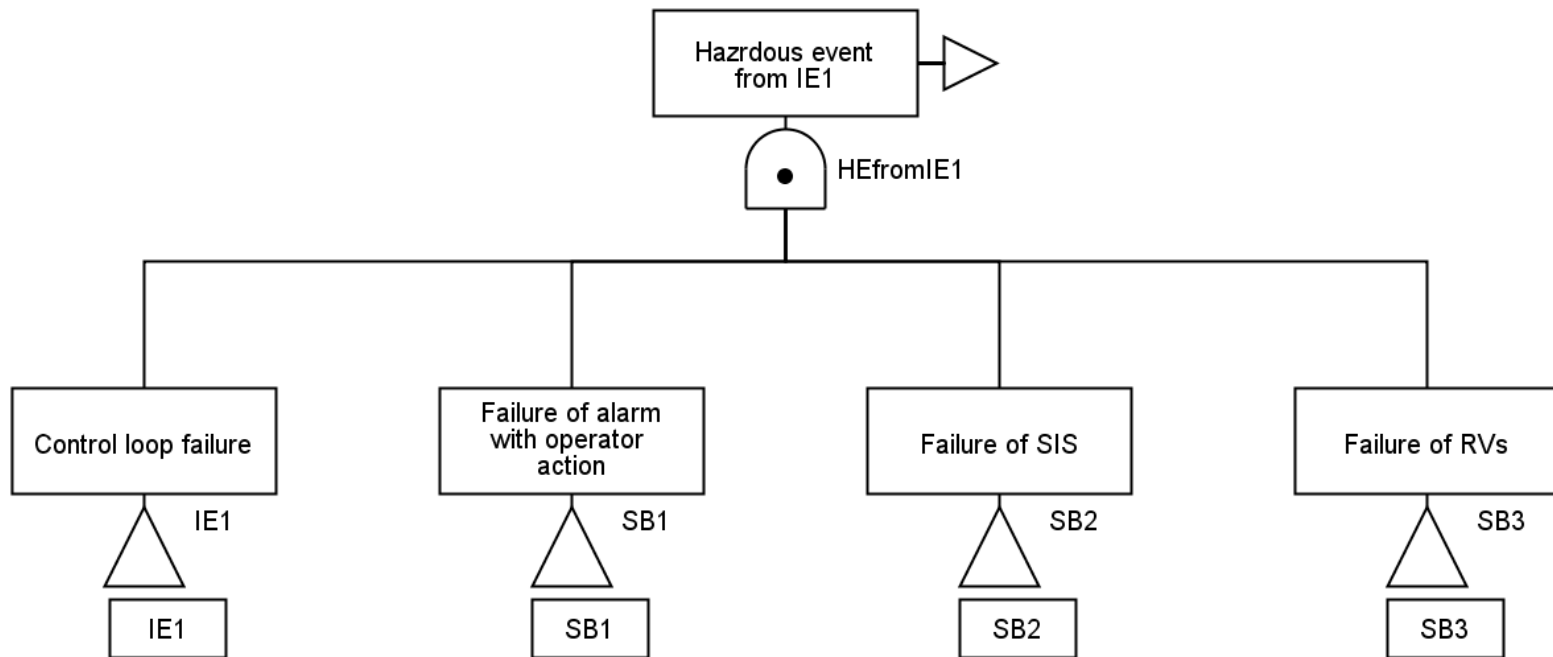 Hazrdous event
from IE1
HEfromIE1
Control loop failure
Failure of alarm
with operator
action
Failure of SIS
Failure of RVs
IE1
SB1
SB2
SB3
IE1
SB1
SB2
SB3